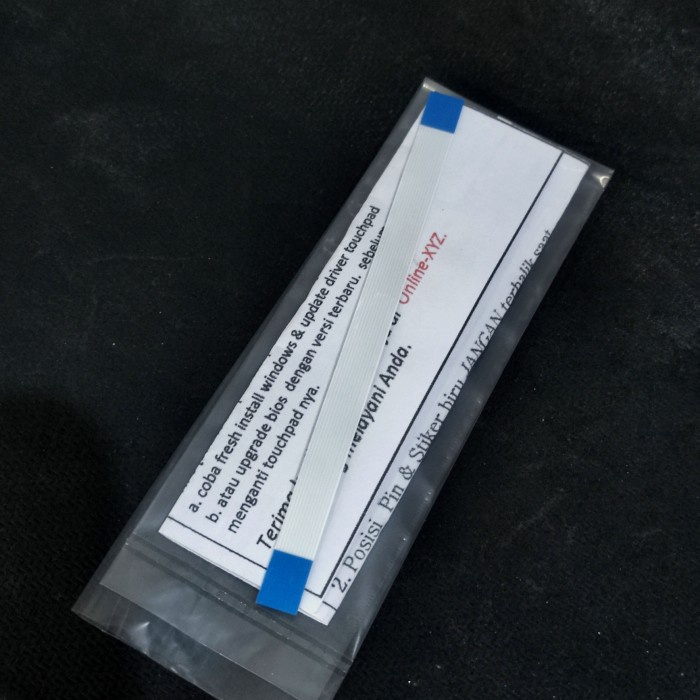 a. coba fresh install windows & update driver touchpad
b. atau upgrade bios dengan versi terbaru. sebelum
menganti touchpad nya.
Online-XYZ.
melayani Anda.
2. Posisi Pin & Stiker biru JANGAN terbalik saat